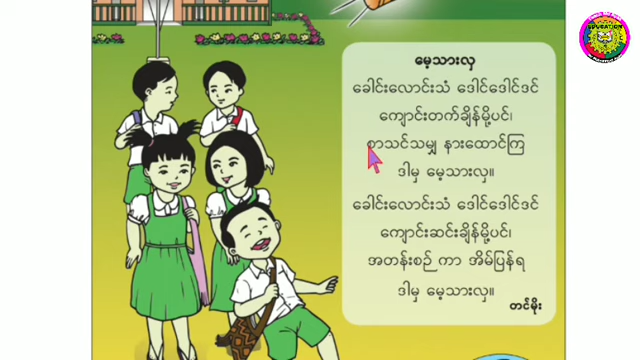 မေ့သားလှ
ခေါင်းလောင်းသံ ဒေါင်ဒေါင်ဒင်
ကျောင်းတက်ချိန်မို့ပင်၊
စာသင်သမျှ နားထောင်ကြ
ဒါမှ မေ့သားလှ။
ခေါင်းလောင်းသံ ဒေါင်ဒေါင်ဒင်
ကျောင်းဆင်းချိန်မို့ပင်၊
အတန်းစဉ် ကာ အိမ်ပြန်ရ
ဒါမှ မေ့သားလှ။
တင်မိုး
EDUCATION